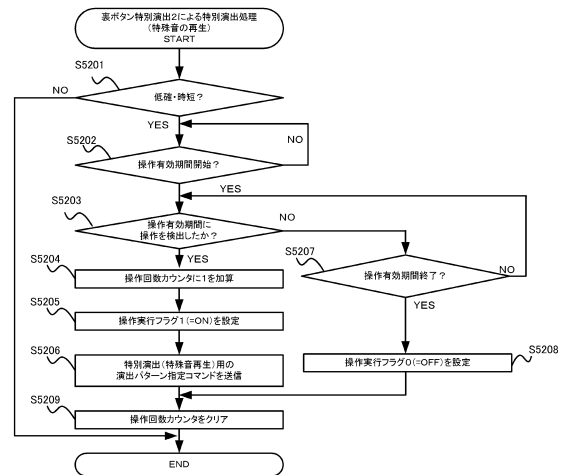 裏ボタン特別演出2による特別演出処理
(特殊音の再生)
START
S5201
低確・時短？
NO
YES
S5202
操作有効期間開始？
NO
YES
S5203
操作有効期間に
操作を検出したか？
NO
YES
S5207
操作有効期間終了？
NO
YES
S5204
操作回数カウンタに1を加算
S5205
操作実行フラグ1(=ON)を設定
S5206
特別演出(特殊音再生)用の
演出パターン指定コマンドを送信
S5208
操作実行フラグ0(=OFF)を設定
S5209
操作回数カウンタをクリア
END